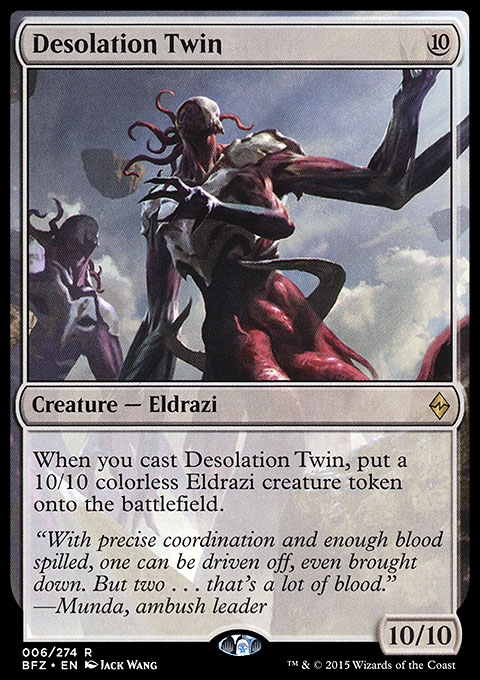 Desolation Twin 10
Creature — Eldrazi
When you cast Desolation Twin, put a
10/10 colorless Eldrazi creature token
onto the battlefield.
“With precise coordination and enough blood
spilled, one can be driven off, even brought
down. But two . . . that’s a lot of blood.”
—Munda, ambush leader
10/10
006/274 R
BFZ • EN Jack Wang
™ & © 2015 Wizards of the Coast